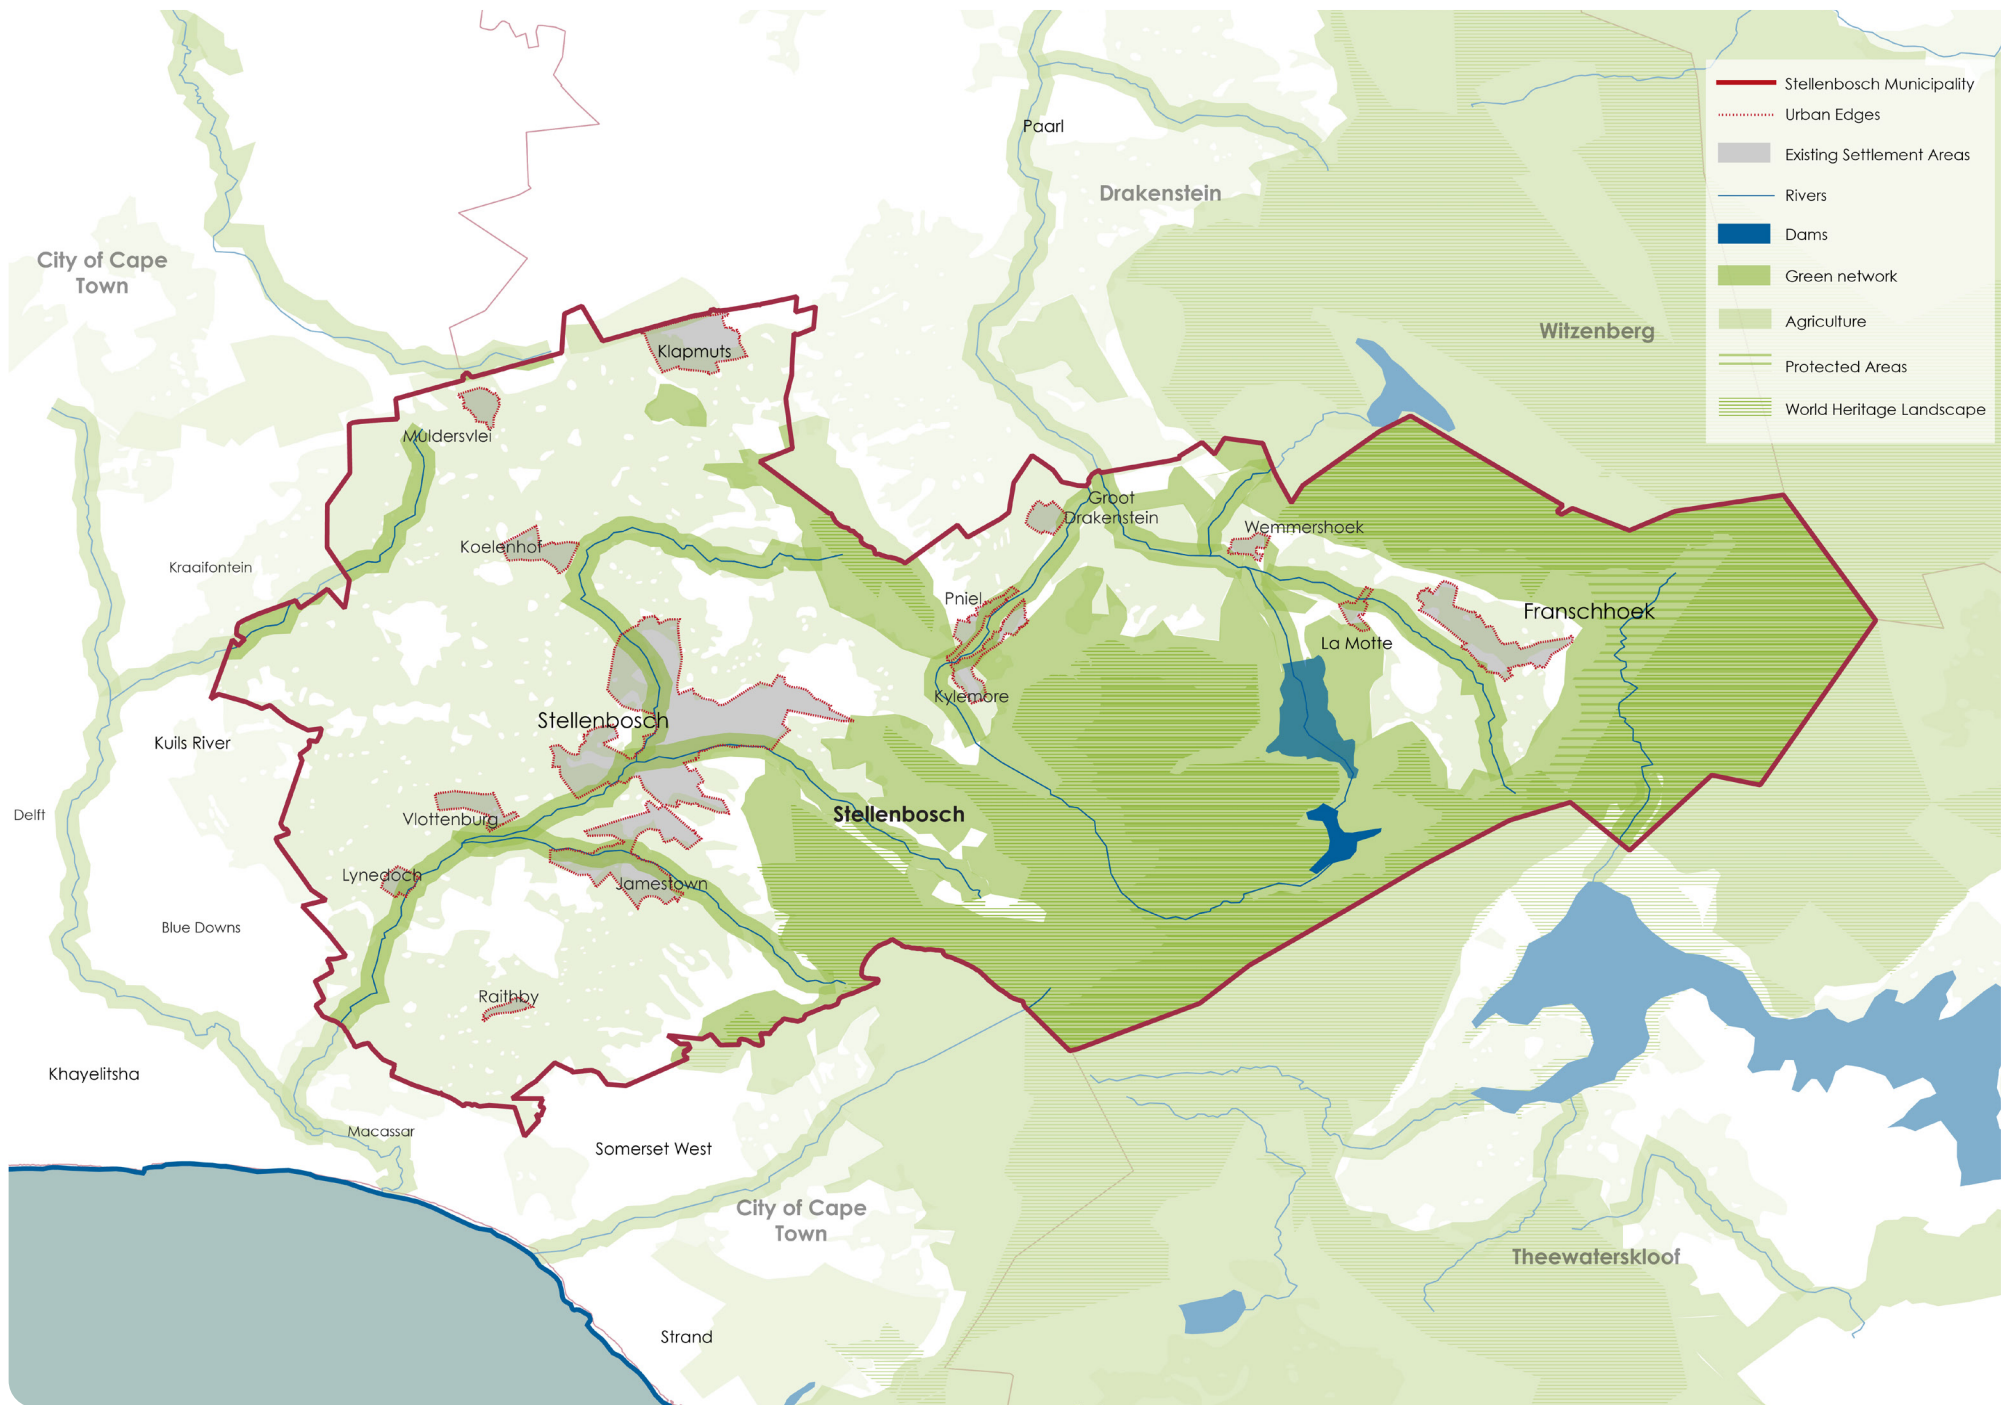 Stellenbosch Municipality
Urban Edges
Existing Settlement Areas
Rivers
Dams
Green network
Agriculture
Protected Areas
World Heritage Landscape
Paarl
Drakenstein
City of Cape
Town
Witzenberg
Klapmuts
Muldersvlei
Groot
Drakenstein
Wemmershoek
Koelenhof
Kraaifontein
Pniel
Franschhoek
La Motte
Kylemore
Stellenbosch
Kuils River
Delft
Vlottenburg
Stellenbosch
Lynedoch
Jamestown
Blue Downs
Raithby
Khayelitsha
Macassar
Somerset West
City of Cape
Town
Theewaterskloof
Strand